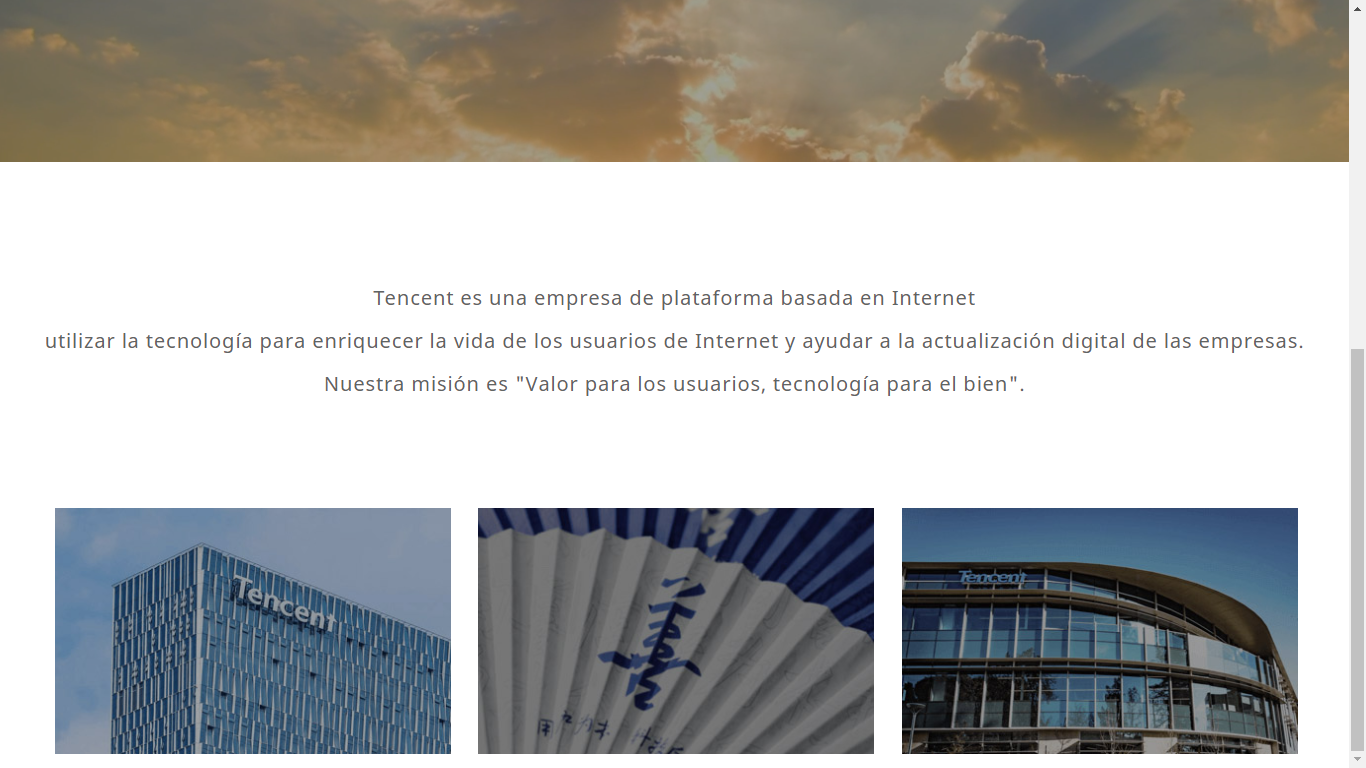 Tencent es una empresa de plataforma basada en Internet
utilizar la tecnología para enriquecer la vida de los usuarios de Internet y ayudar a la actualización digital de las empresas.
Nuestra misión es "Valor para los usuarios, tecnología para el bien".
Tencent
Tencent